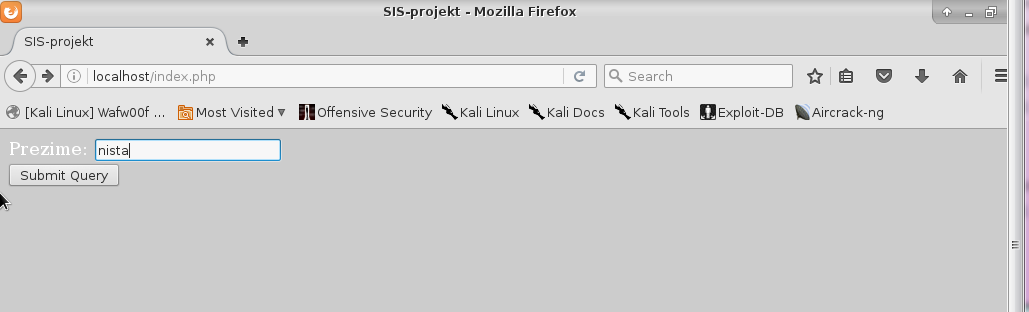 SIS-projekt - Mozilla Firefox
SIS-projekt
localhost/index.php
Search
[Kali Linux] Wafw00f ...
Most Visited
Offensive Security
Kali Linux
Kali Docs
Kali Tools
Exploit-DB
Aircrack-ng
Prezime: nista
Submit Query